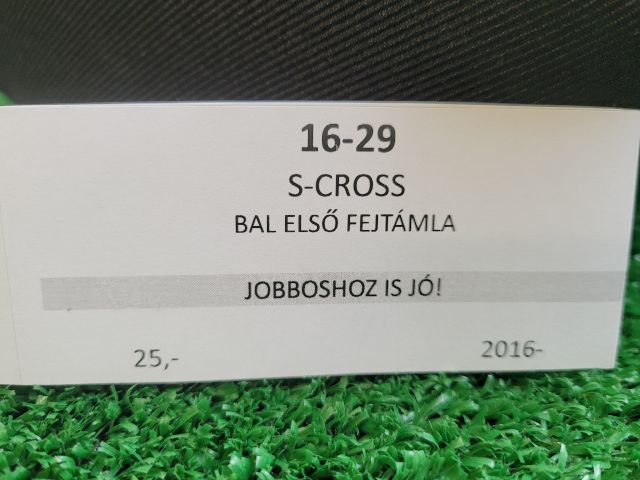 16-29
S-CROSS
BAL ELSŐ FEJTÁMLA
JOBBOSHOZ IS JÓ!
25,- 2016-